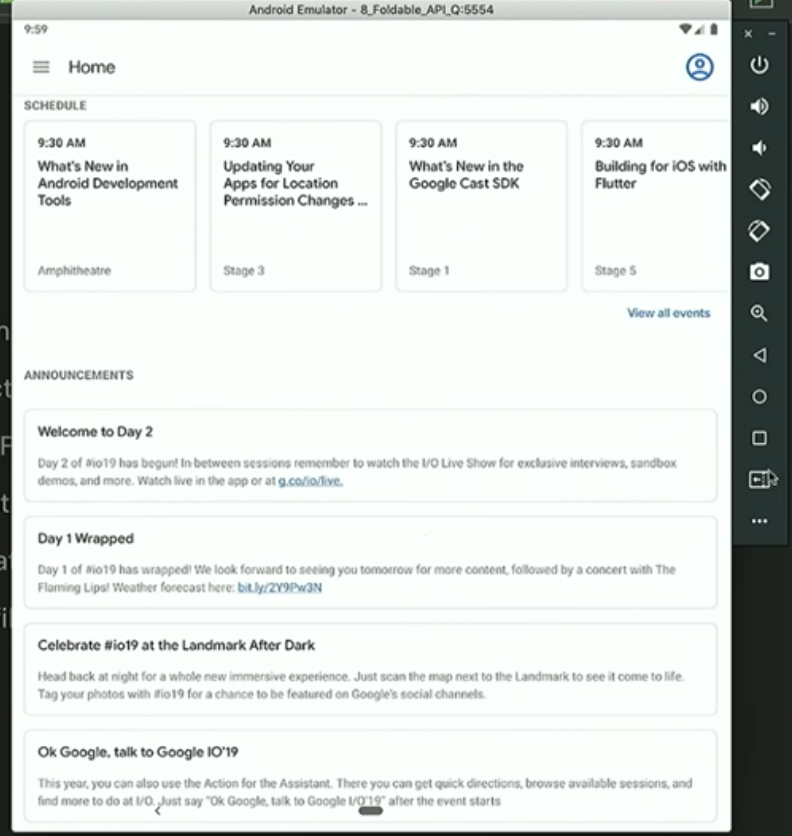 Android Emulator - 8_Foldable_API_Q:5554
9:59
Home
SCHEDULE
9:30 AM
What's New in
Android Development
Tools
Amphitheatre
9:30 AM
Updating Your
Apps for Location
Permission Changes ...
Stage 3
9:30 AM
What's New in the
Google Cast SDK
Stage 1
9:30 AM
Building for iOS with
Flutter
Stage 5
View all events
ANNOUNCEMENTS
Welcome to Day 2
Day 2 of #io19 has begun! In-between sessions remember to watch the I/O Live Show for exclusive interviews, sandbox
demos, and more. Watch live in the app or at g.co/io/live.
Day 1 Wrapped
Day 1 of #io19 has wrapped! We look forward to seeing you tomorrow for more content, followed by a concert with The
Flaming Lips! Weather forecast here: bit.ly/2Y9Pw3N
Celebrate #io19 at the Landmark After Dark
Head back at night for a whole new immersive experience. Just scan the map next to the Landmark to see it come to life.
Tag your photos with #io19 for a chance to be featured on Google's social channels.
Ok Google, talk to Google IO'19
This year, you can also use the Action for the Assistant. There you can get quick directions, browse available sessions, and
find more to do at I/O. Just say "Ok Google, talk to Google I/O'19" after the event starts